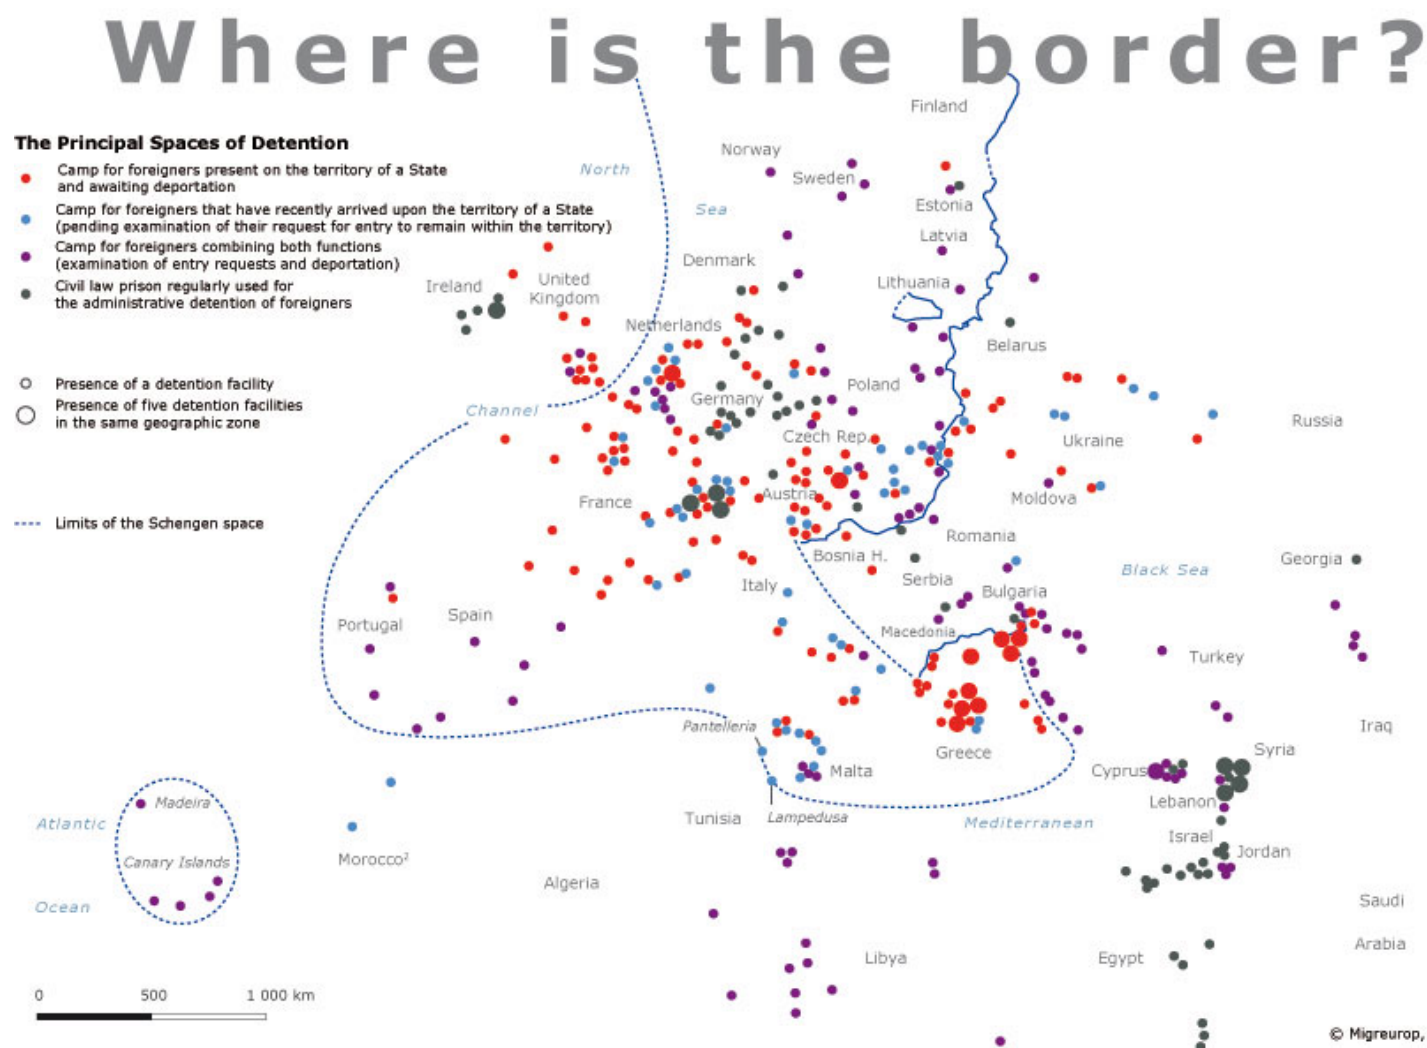 Where is the border?
The Principal Spaces of Detention
Camp for foreigners present on the territory of a State
and awaiting deportation
Camp for foreigners that have recently arrived upon the territory of a State
(pending examination of their request for entry to remain within the territory)
Camp for foreigners combining both functions
(examination of entry requests and deportation)
Civil law prison regularly used for
the administrative detention of foreigners
Presence of a detention facility
Presence of five detention facilities
in the same geographic zone
Limits of the Schengen space
Finland
Norway
North
Sweden
Sea
Estonia
Latvia
Denmark
Lithuania
Ireland
United
Kingdom
Netherlands
Belarus
Poland
Germany
Channel
Russia
Czech Rep.
Ukraine
France
Austria
Moldova
Romania
Bosnia H.
Georgia
Black Sea
Serbia
Italy
Bulgaria
Spain
Portugal
Macedonia
Turkey
Pantelleria
Iraq
Greece
Syria
Malta
Cyprus
Madeira
Lebanon
Atlantic
Tunisia
Lampedusa
Mediterranean
Israel
Jordan
Canary Islands
Morocco²
Algeria
Ocean
Saudi
Arabia
Libya
Egypt
0 500 1 000 km
© Migreurop,